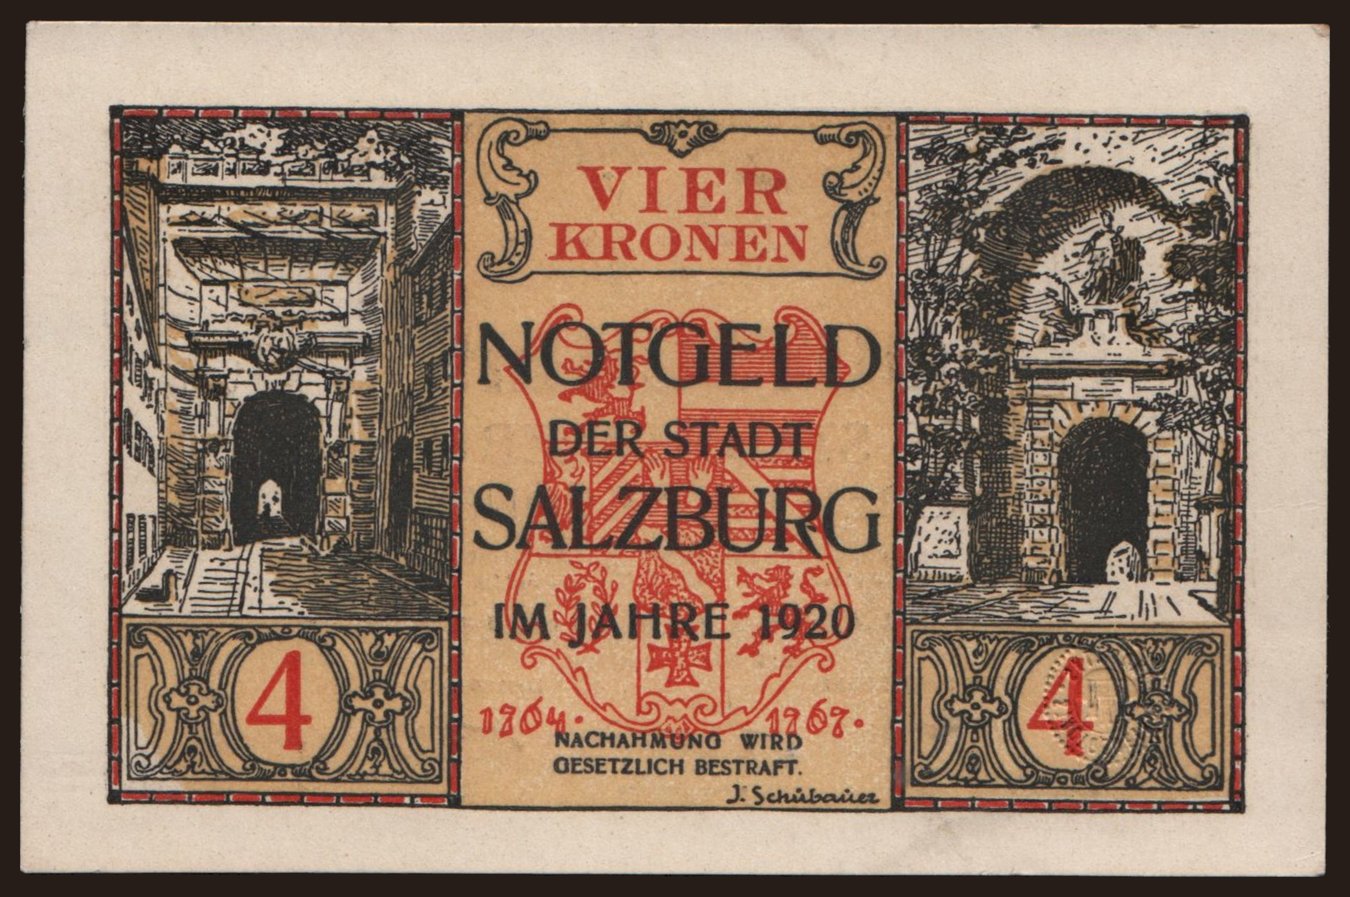 VIER
KRONEN
NOTGELD
DER STADT
SALZBURG
IM JAHRE 1920
1764. 1767.
NACHAHMUNG WIRD
GESETZLICH BESTRAFT.
J. Schübauer
4
4